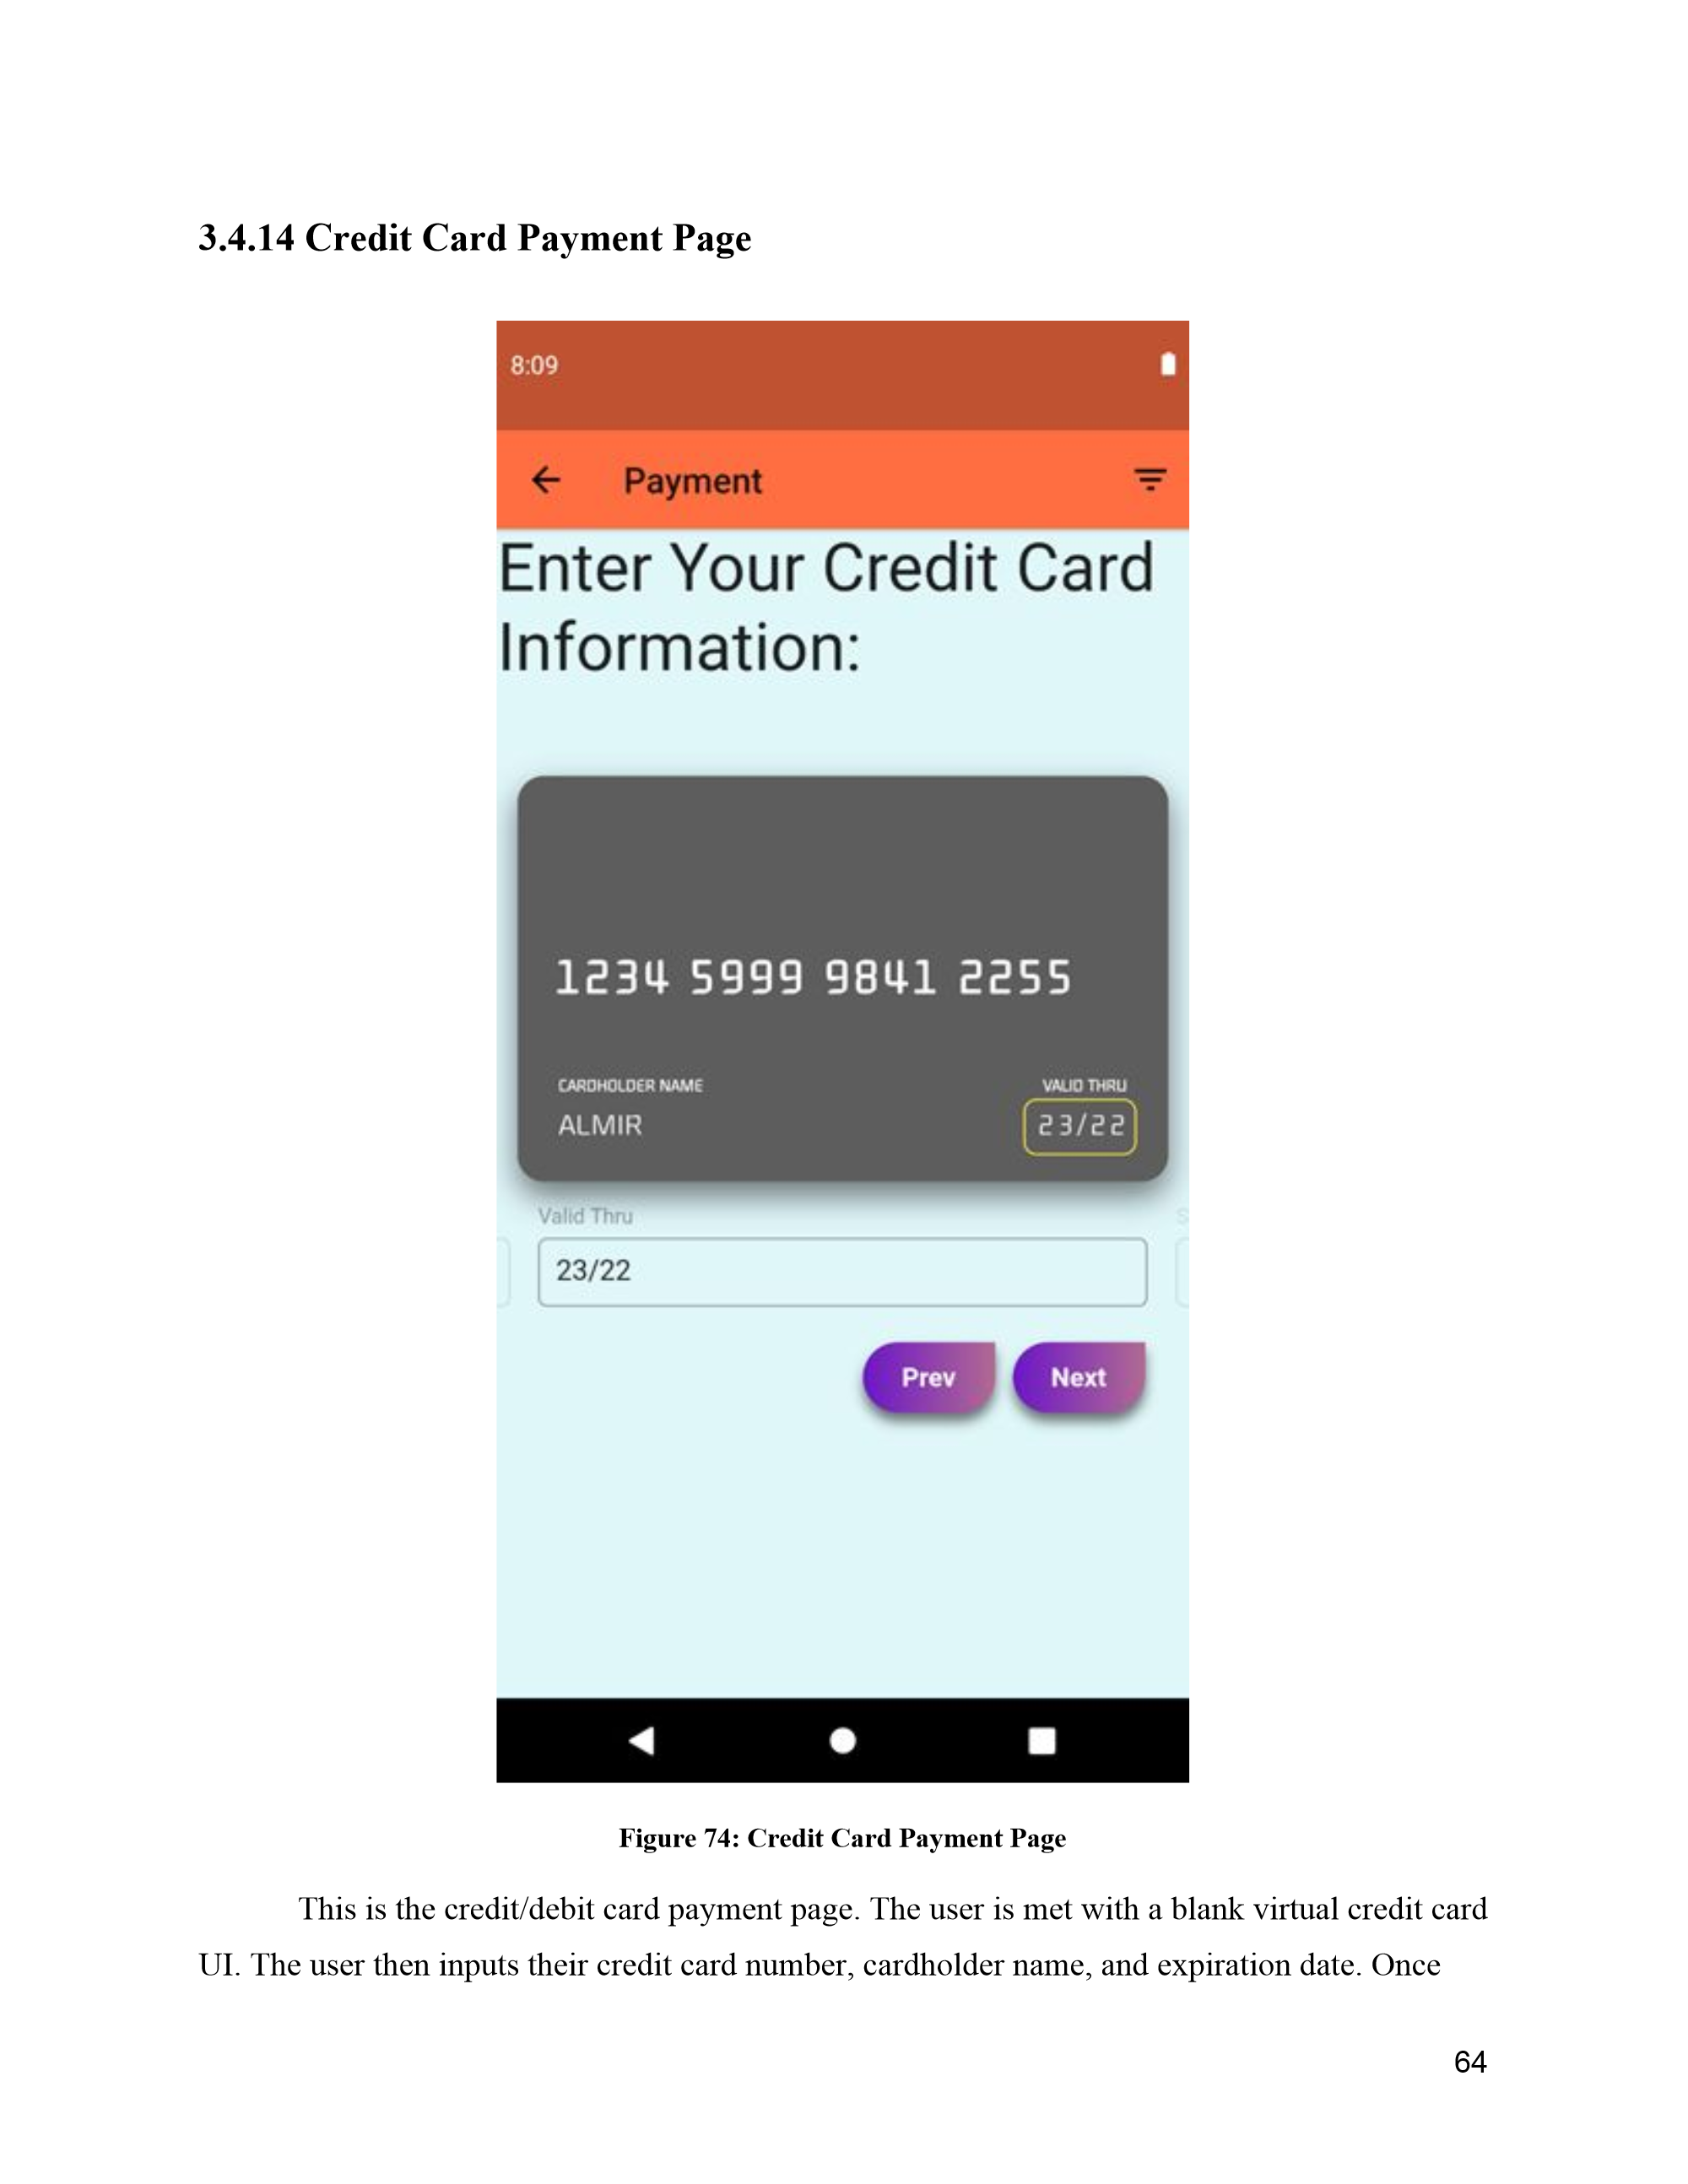 3.4.14 Credit Card Payment Page
8:09
Payment
Enter Your Credit Card
Information:
1234 5999 9841 2255
CARDHOLDER NAME VALID THRU
ALMIR 23/22
Valid Thru S
23/22
Prev Next
Figure 74: Credit Card Payment Page
This is the credit/debit card payment page. The user is met with a blank virtual credit card
UI. The user then inputs their credit card number, cardholder name, and expiration date. Once
64